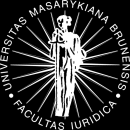 UNIVERSITAS MASARYKIANA BRUNENSIS
• FACULTAS IURIDICA •